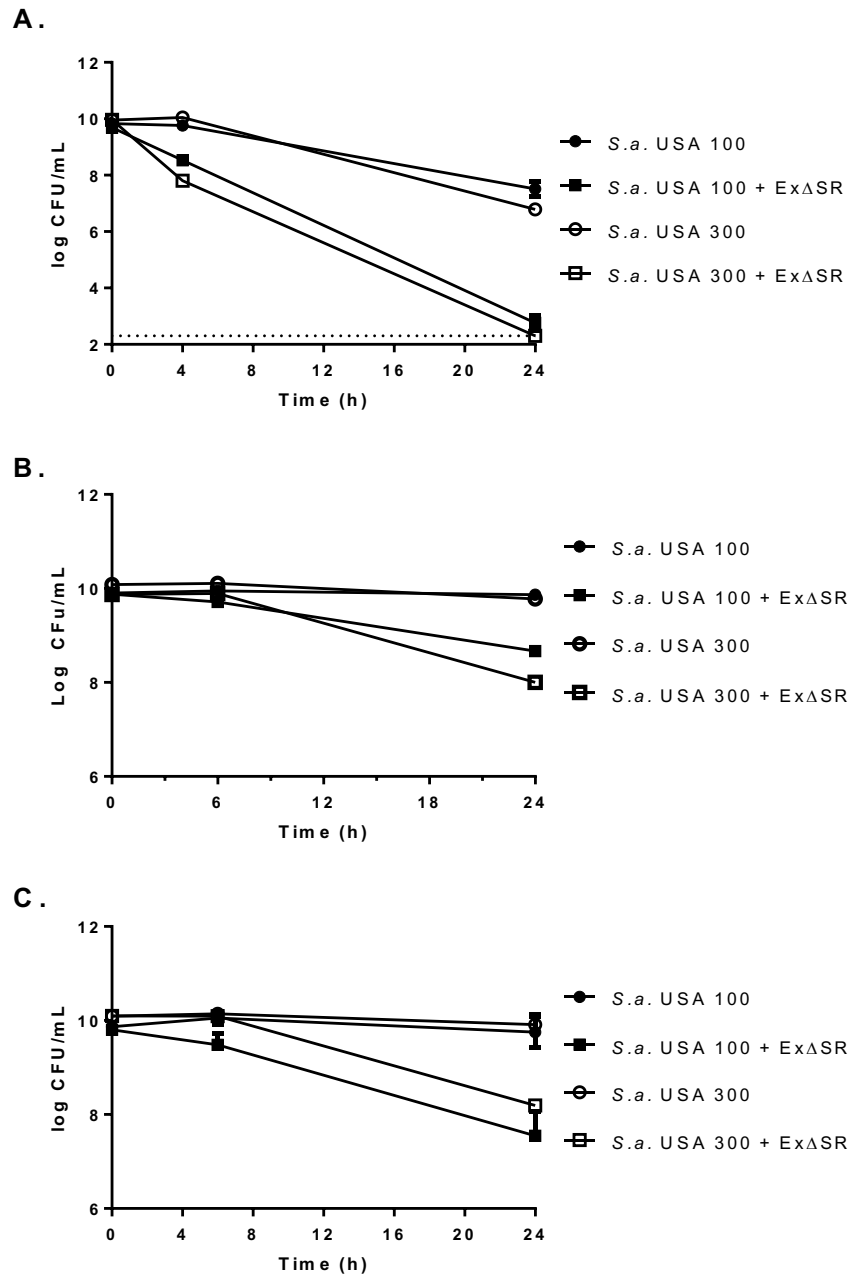 A.
log CFU/mL
12
10
8
6
4
2
0 4 8 12 16 20 24
Time (h)
S.a. USA 100
S.a. USA 100 + ExΔSR
S.a. USA 300
S.a. USA 300 + ExΔSR
B.
Log CFu/mL
12
10
8
6
0 6 12 18 24
Time (h)
S.a. USA 100
S.a. USA 100 + ExΔSR
S.a. USA 300
S.a. USA 300 + ExΔSR
C.
log CFU/mL
12
10
8
6
0 4 8 12 16 20 24
Time (h)
S.a. USA 100
S.a. USA 100 + ExΔSR
S.a. USA 300
S.a. USA 300 + ExΔSR